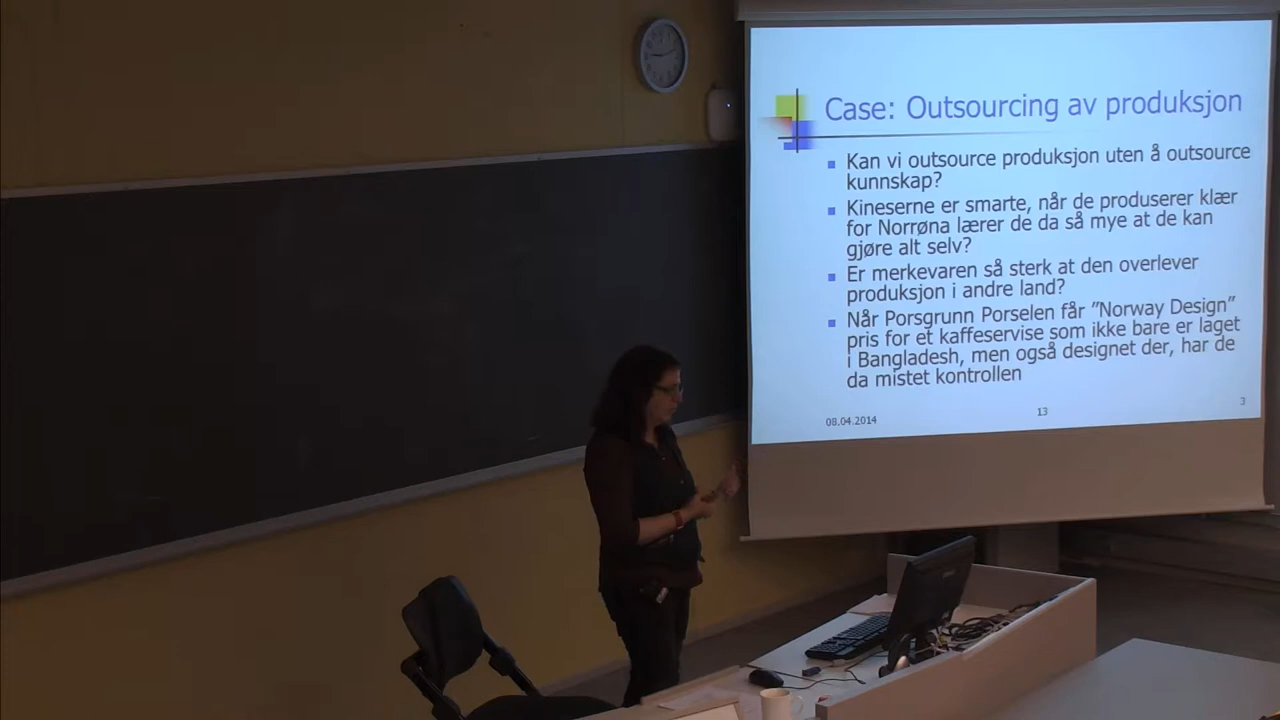 Case: Outsourcing av produksjon
Kan vi outsource produksjon uten å outsource
kunnskap?
Kineserne er smarte, når de produserer klær
for Norrøna lærer de da så mye at de kan
gjøre alt selv?
Er merkevaren så sterk at den overlever
produksjon i andre land?
Når Porsgrunn Porselen får ”Norway Design”
pris for et kaffeservise som ikke bare er laget
i Bangladesh, men også designet der, har de
da mistet kontrollen
08.04.2014
13
3